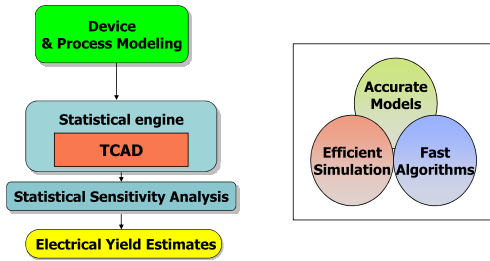 Device
& Process Modeling
Statistical engine
TCAD
Statistical Sensitivity Analysis
Electrical Yield Estimates
Accurate
Models
Efficient
Simulation
Fast
Algorithms